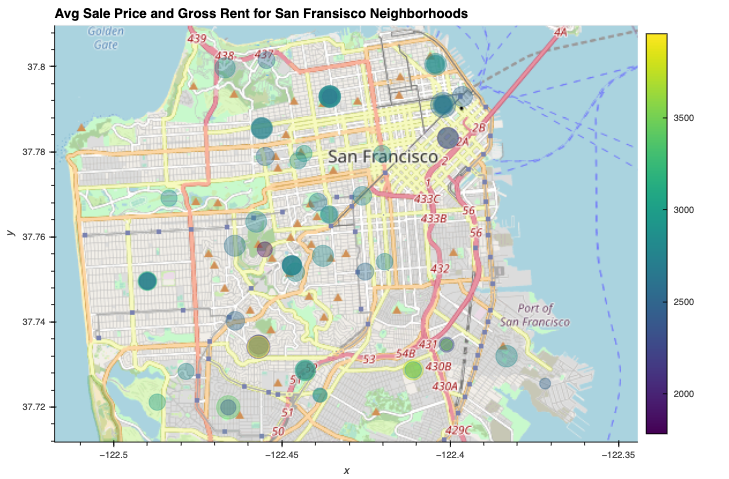 Avg Sale Price and Gross Rent for San Fransisco Neighborhoods
Golden
Gate
439
438
437
4A
37.8
3500
37.78
2B
2A
2
San Francisco
1
433C
433B
56
56
3000
37.76
y
432
2500
Port of
San Francisco
37.74
431
54B
53
430B
430A
51
2000
37.72
51
50
429C
−122.5
−122.45
−122.4
−122.35
x